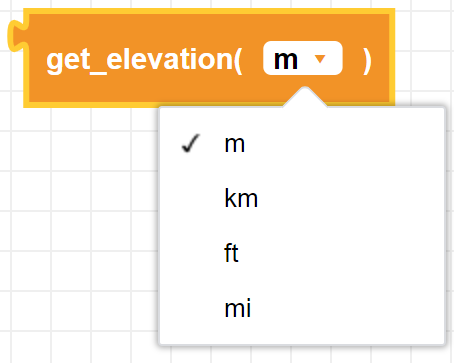 get_elevation( m ▼ )
✓ m
km
ft
mi